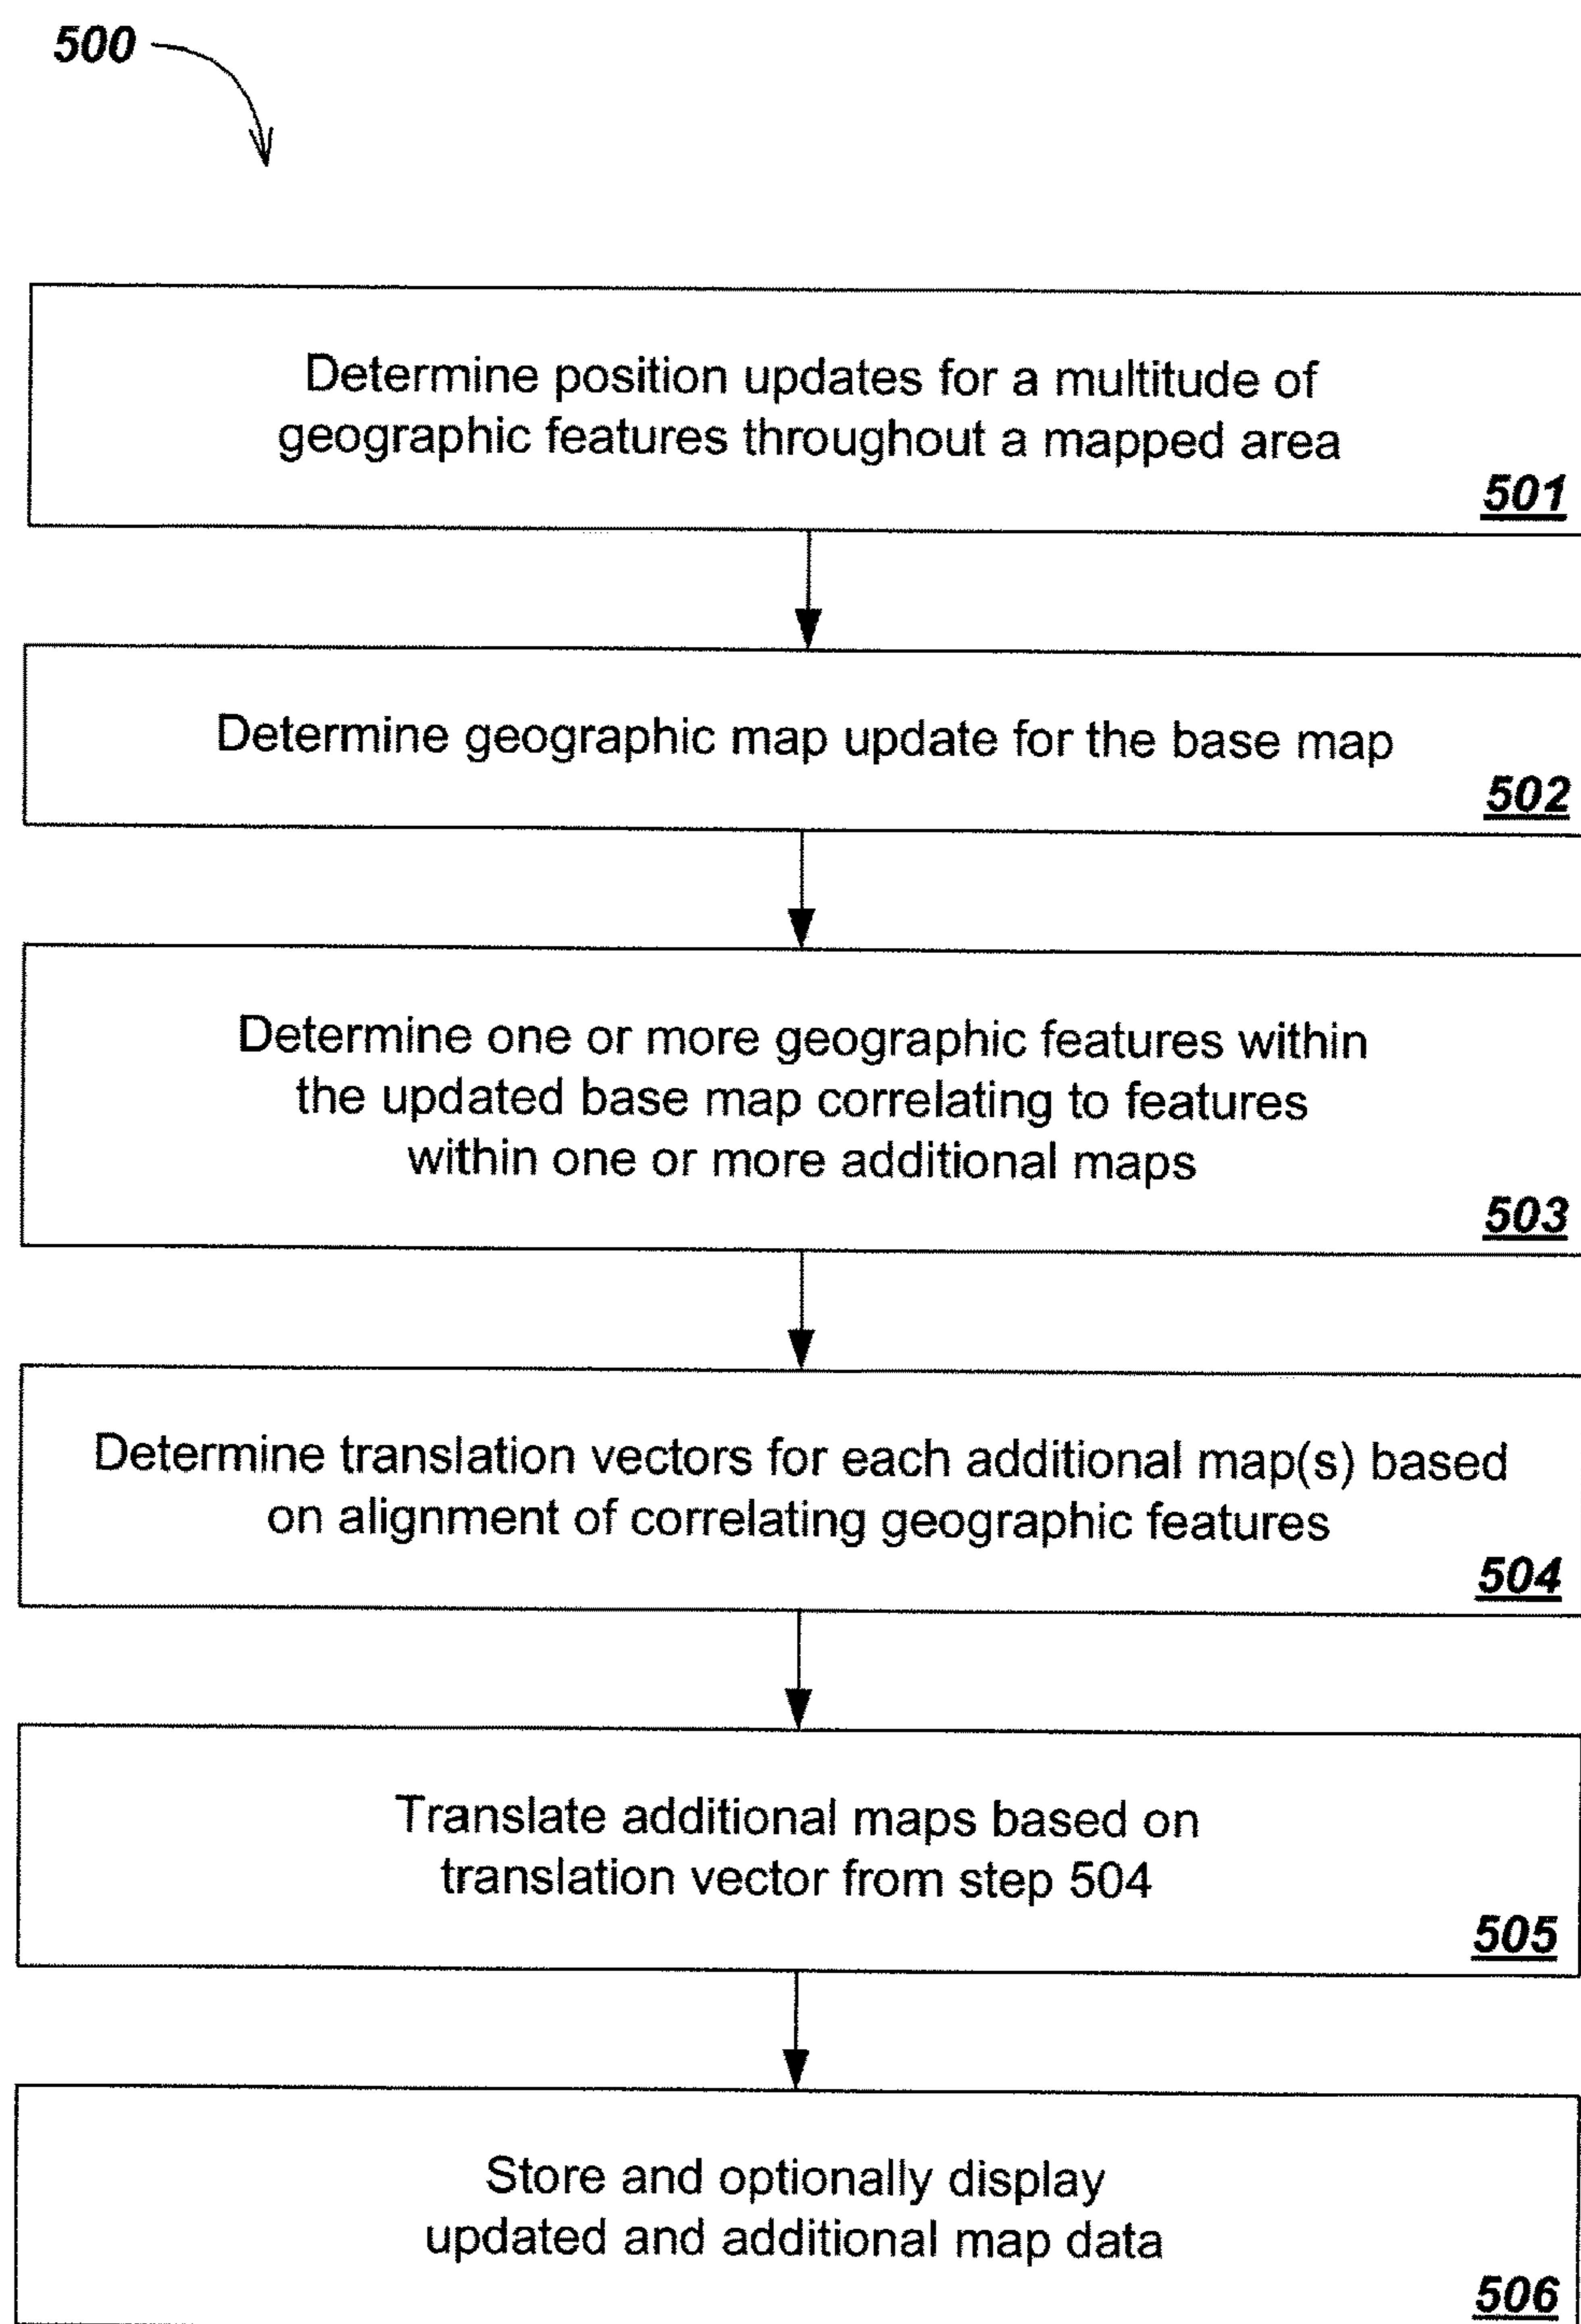 500
Determine position updates for a multitude of
geographic features throughout a mapped area
501
Determine geographic map update for the base map
502
Determine one or more geographic features within
the updated base map correlating to features
within one or more additional maps
503
Determine translation vectors for each additional map(s) based
on alignment of correlating geographic features
504
Translate additional maps based on
translation vector from step 504
505
Store and optionally display
updated and additional map data
506